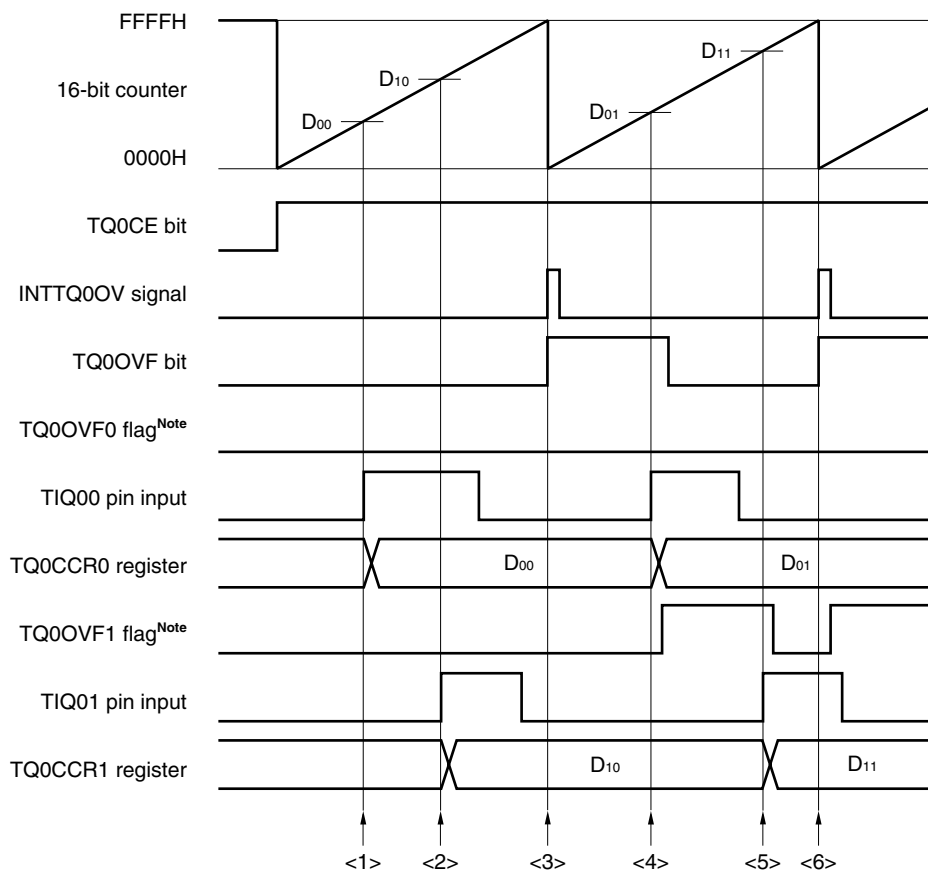 FFFFH
D11
D10
16-bit counter
D01
D00
0000H
TQ0CE bit
INTTQ0OV signal
TQ0OVF bit
TQ0OVF0 flagNote
TIQ00 pin input
TQ0CCR0 register D00 D01
TQ0OVF1 flagNote
TIQ01 pin input
TQ0CCR1 register D10 D11
<1> <2> <3> <4> <5> <6>